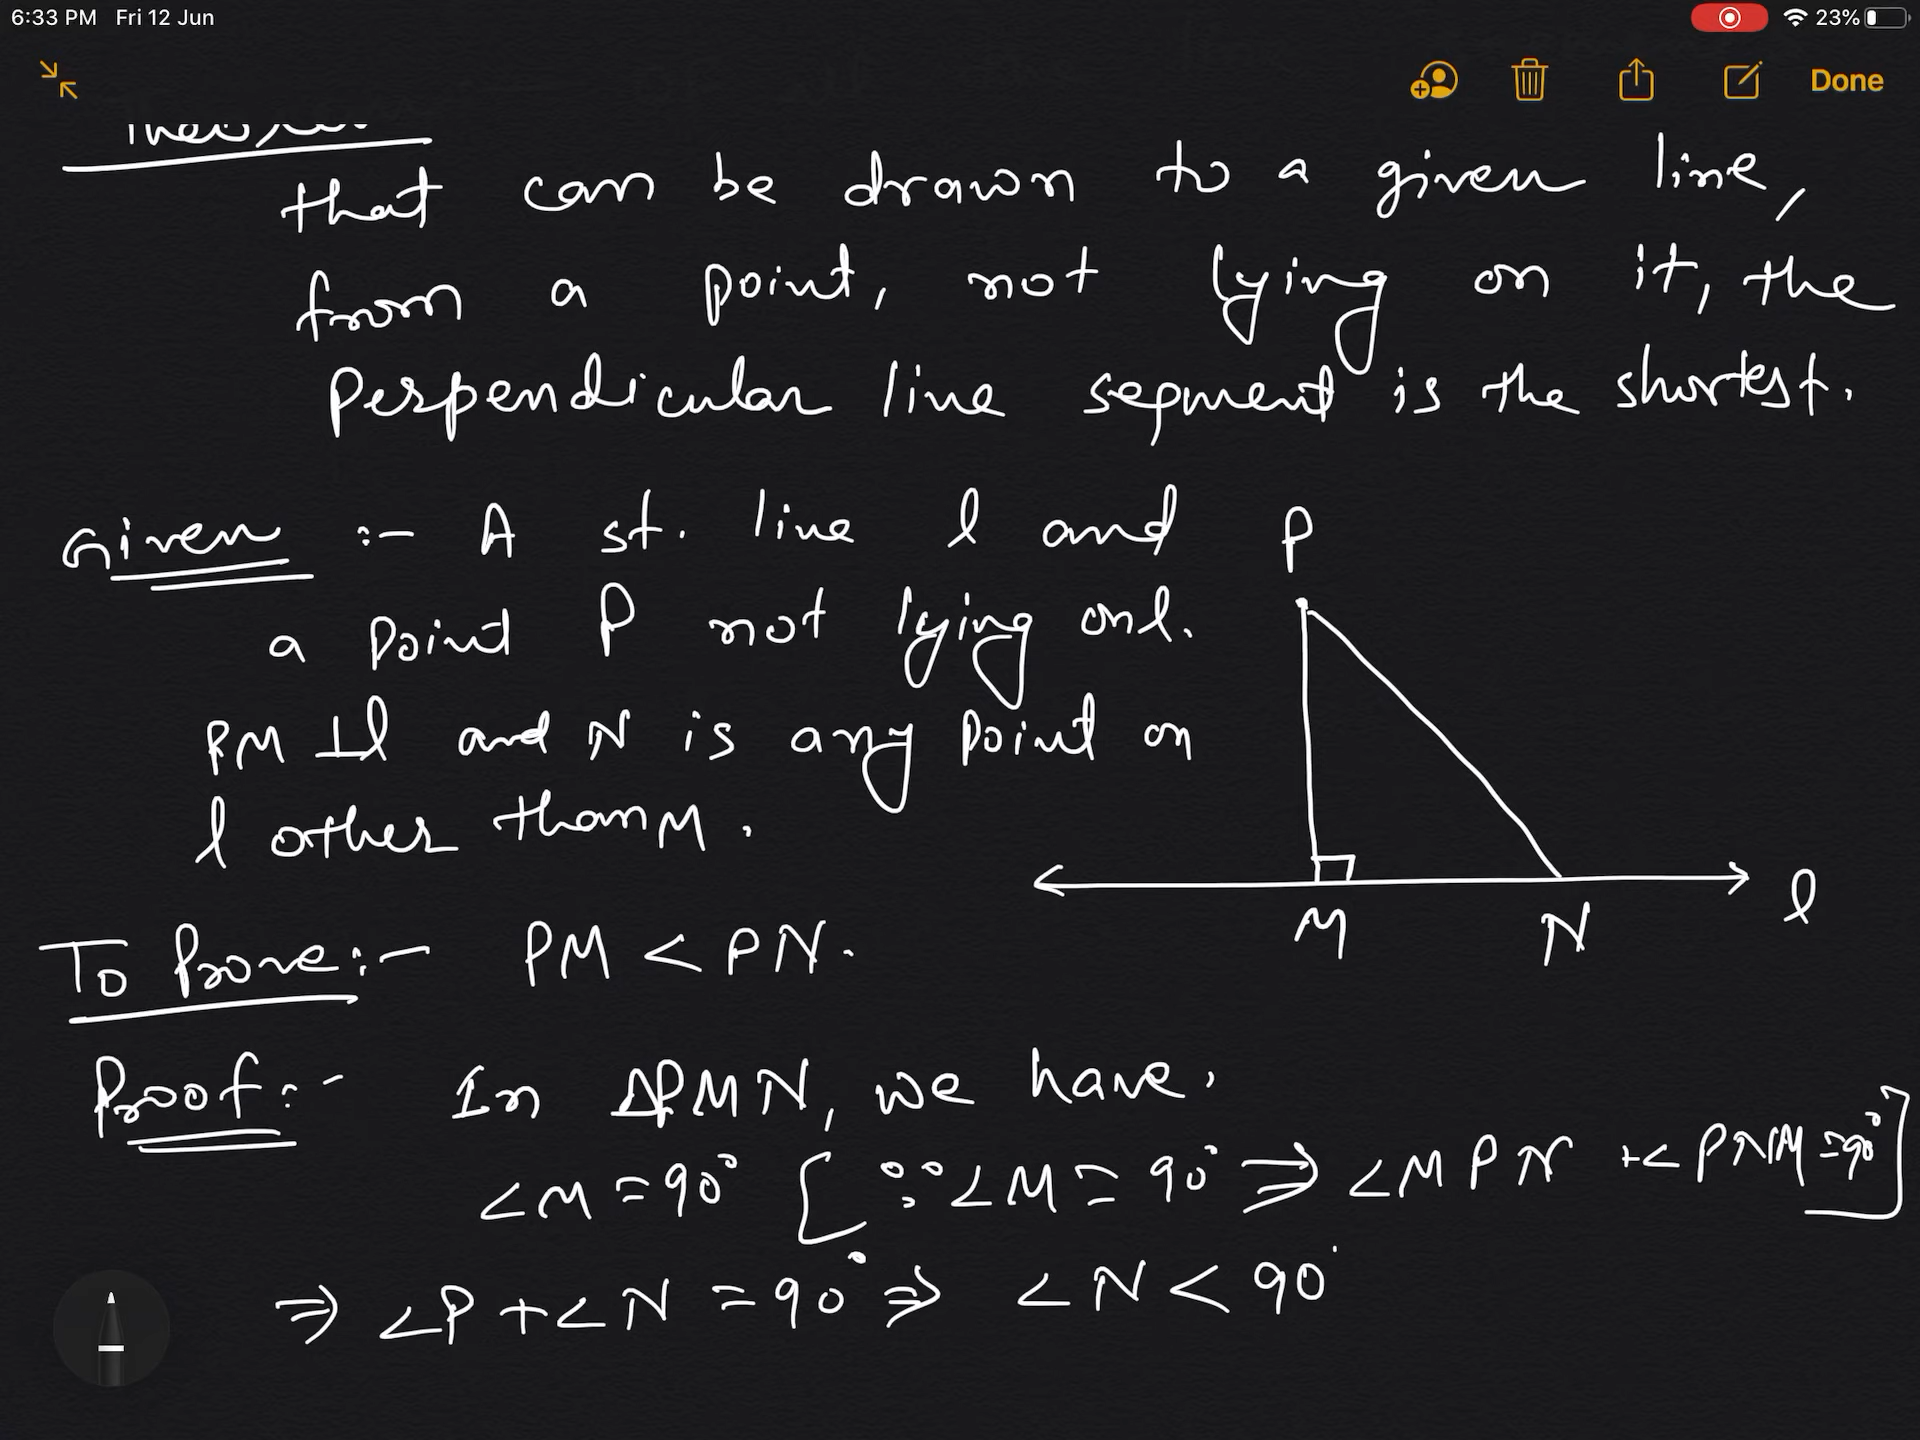 6:33 PM Fri 12 Jun 23%
Done
that can be drawn to a given line,
from a point, not lying on it, the
perpendicular line segment is the shortest.
Given :- A st. line l and
a point P not lying on l.
PM ⊥ l and N is any point on
l other than M.
P
M N l
To Prove :- PM < PN.
Proof :- In ΔPMN, we have,
∠M = 90° [∵ ∠M = 90° ⇒ ∠MPN + ∠PNM = 90°]
⇒ ∠P + ∠N = 90° ⇒ ∠N < 90°